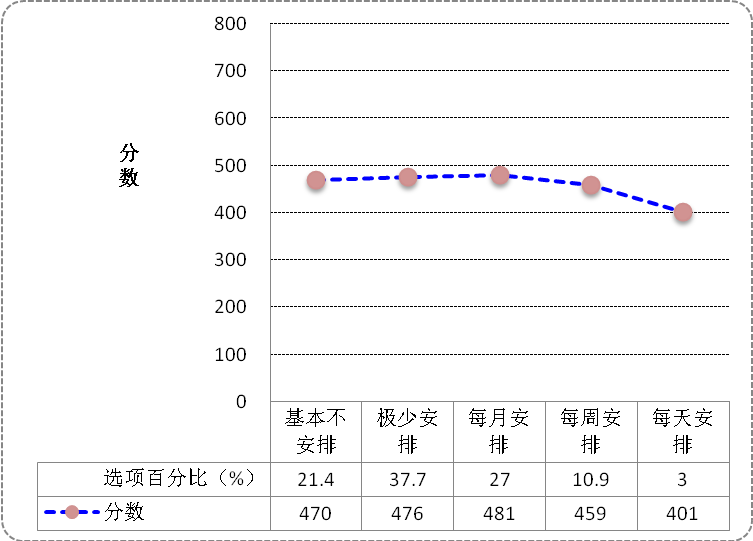 800
700
600
500
400
300
200
100
0
分
数
基本不
安排
极少安
排
每月安
排
每周安
排
每天安
排
选项百分比（%） 21.4 37.7 27 10.9 3
分数 470 476 481 459 401